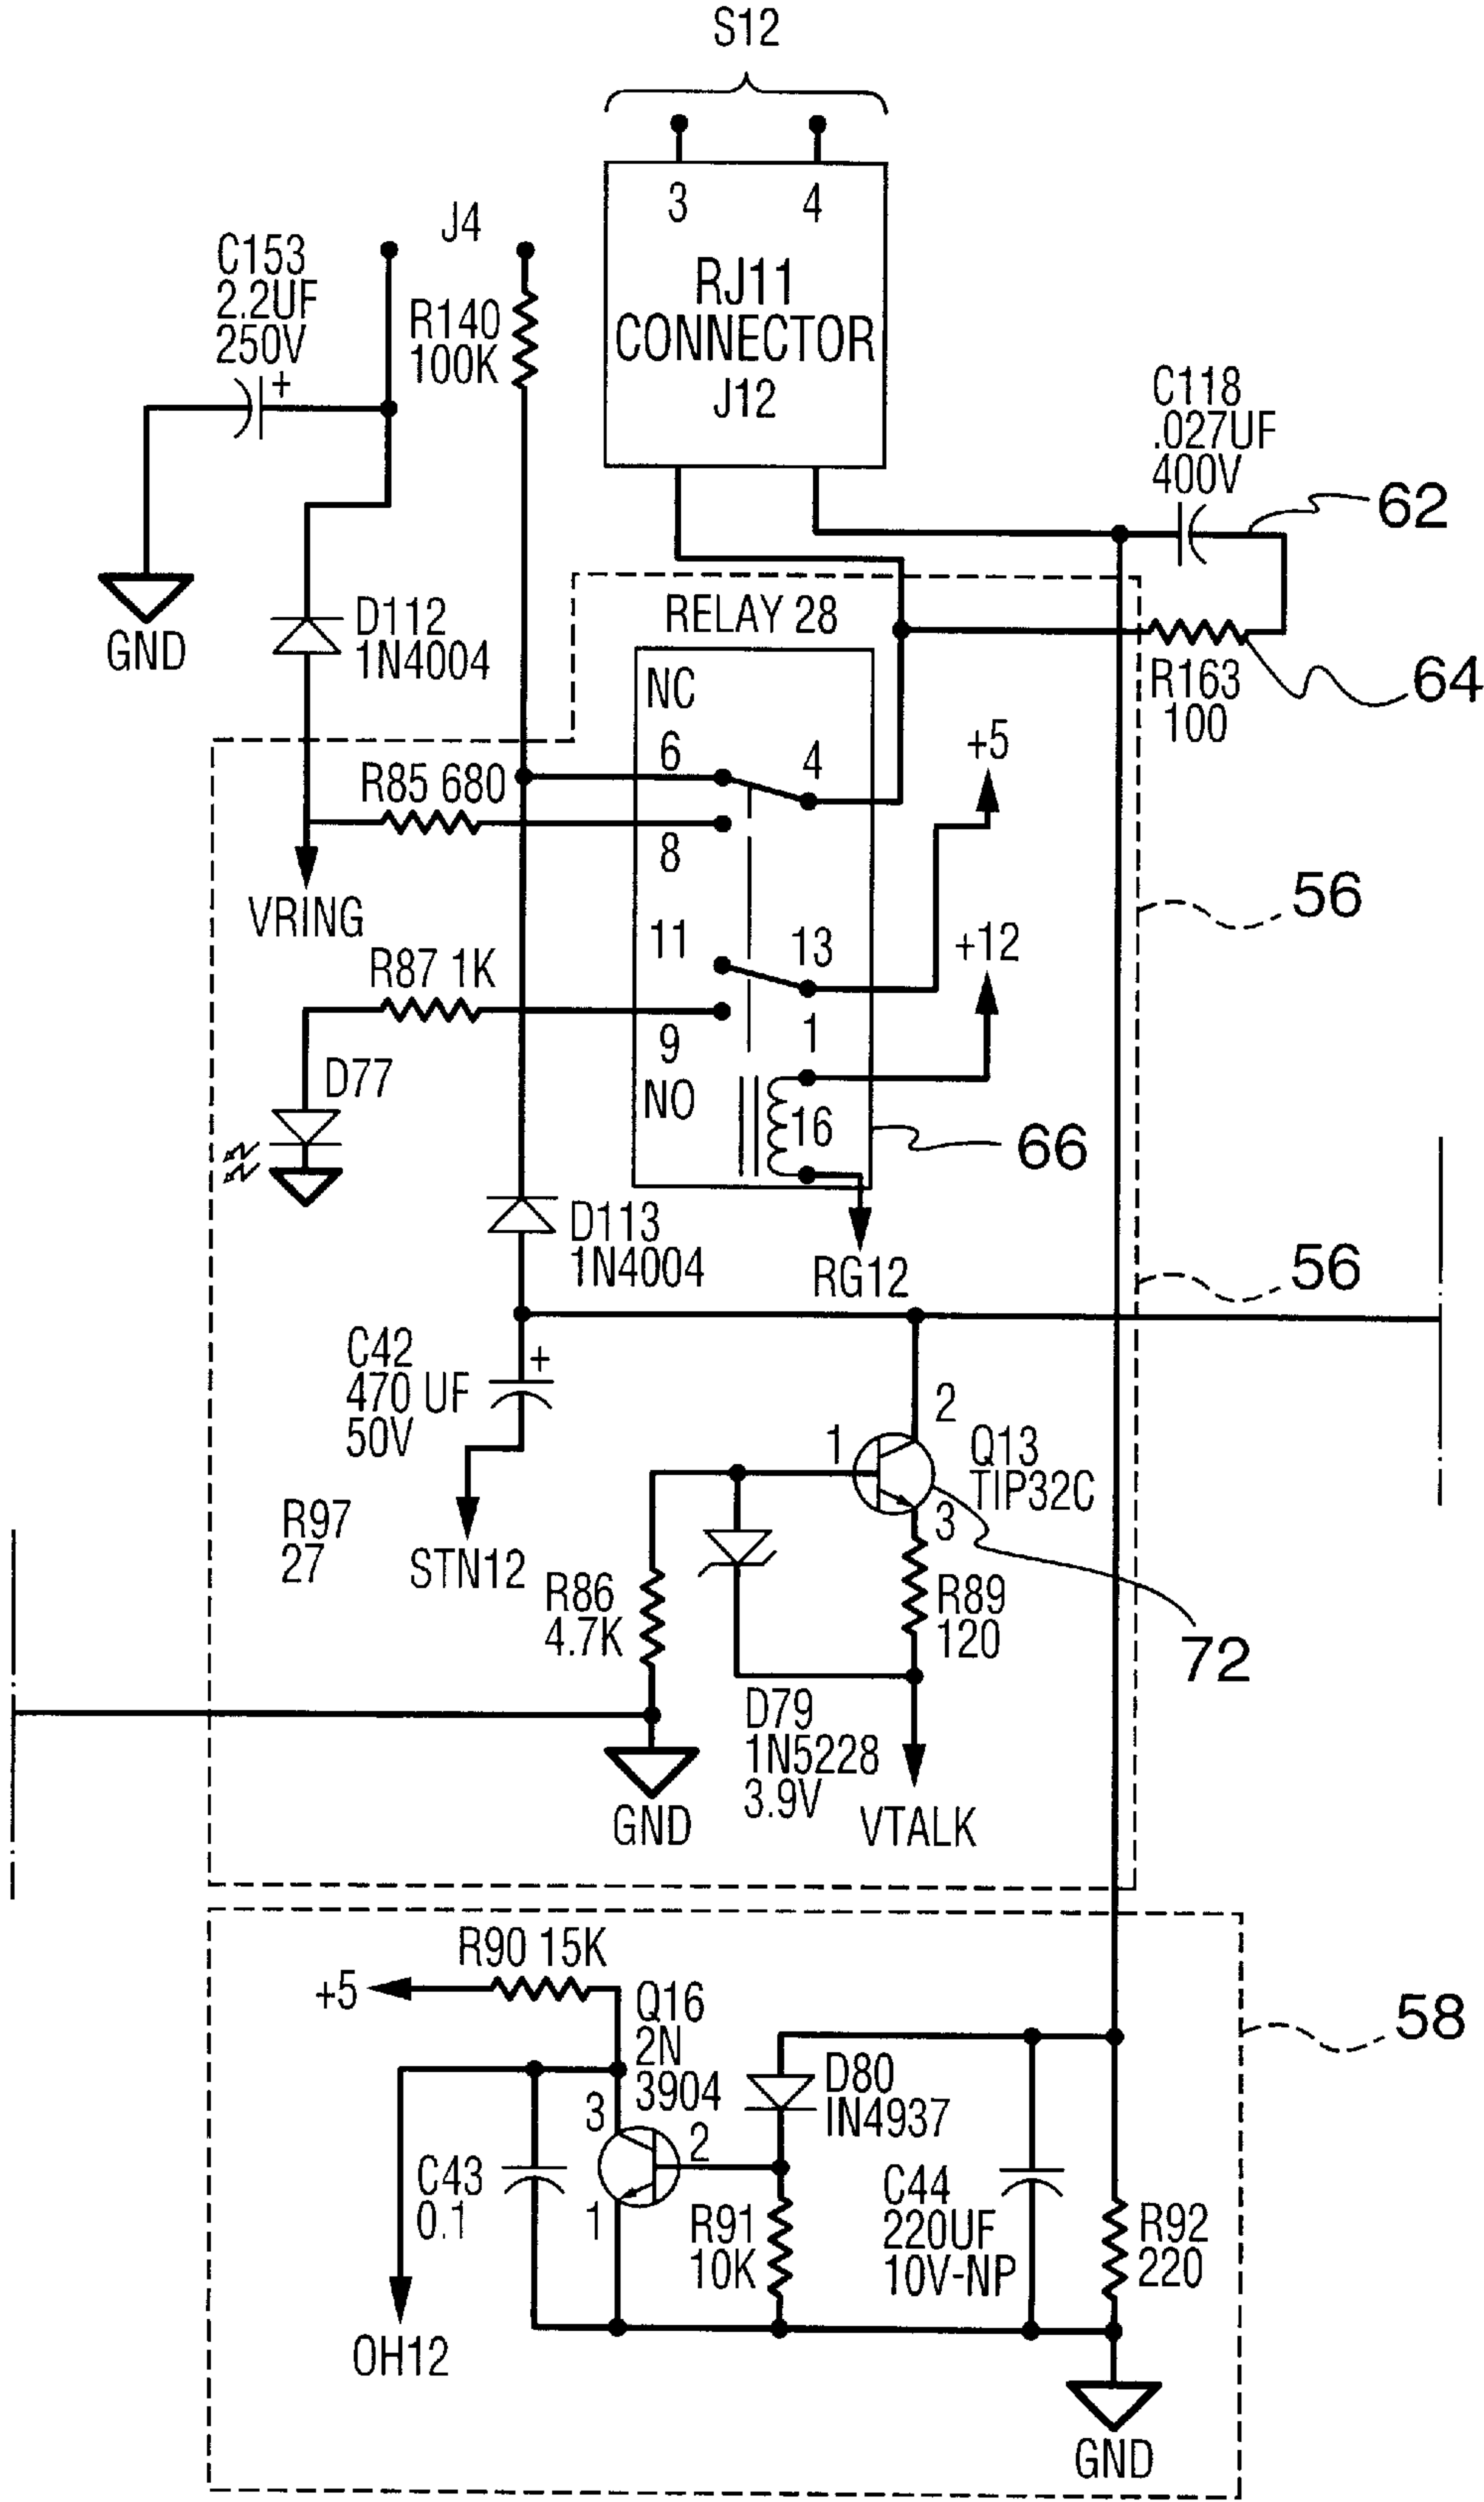 S12
3 4
RJ11
CONNECTOR
J12
J4
C153
2.2UF
250V
+
R140
100K
C118
.027UF
400V
62
GND
D112
1N4004
RELAY 28
R163
100
64
NC
6
4
+5
R85 680
8
VRING
56
11
13
+12
R87 1K
9
1
NO
16
D77
66
D113
1N4004
RG12
56
C42
470 UF
50V
+
2
1
Q13
TIP32C
3
R97
27
STN12
R86
4.7K
R89
120
72
D79
1N5228
3.9V
GND
VTALK
R90 15K
+5
Q16
2N
3904
58
D80
IN4937
3
2
C43
0.1
1
R91
10K
C44
220UF
10V-NP
R92
220
OH12
GND